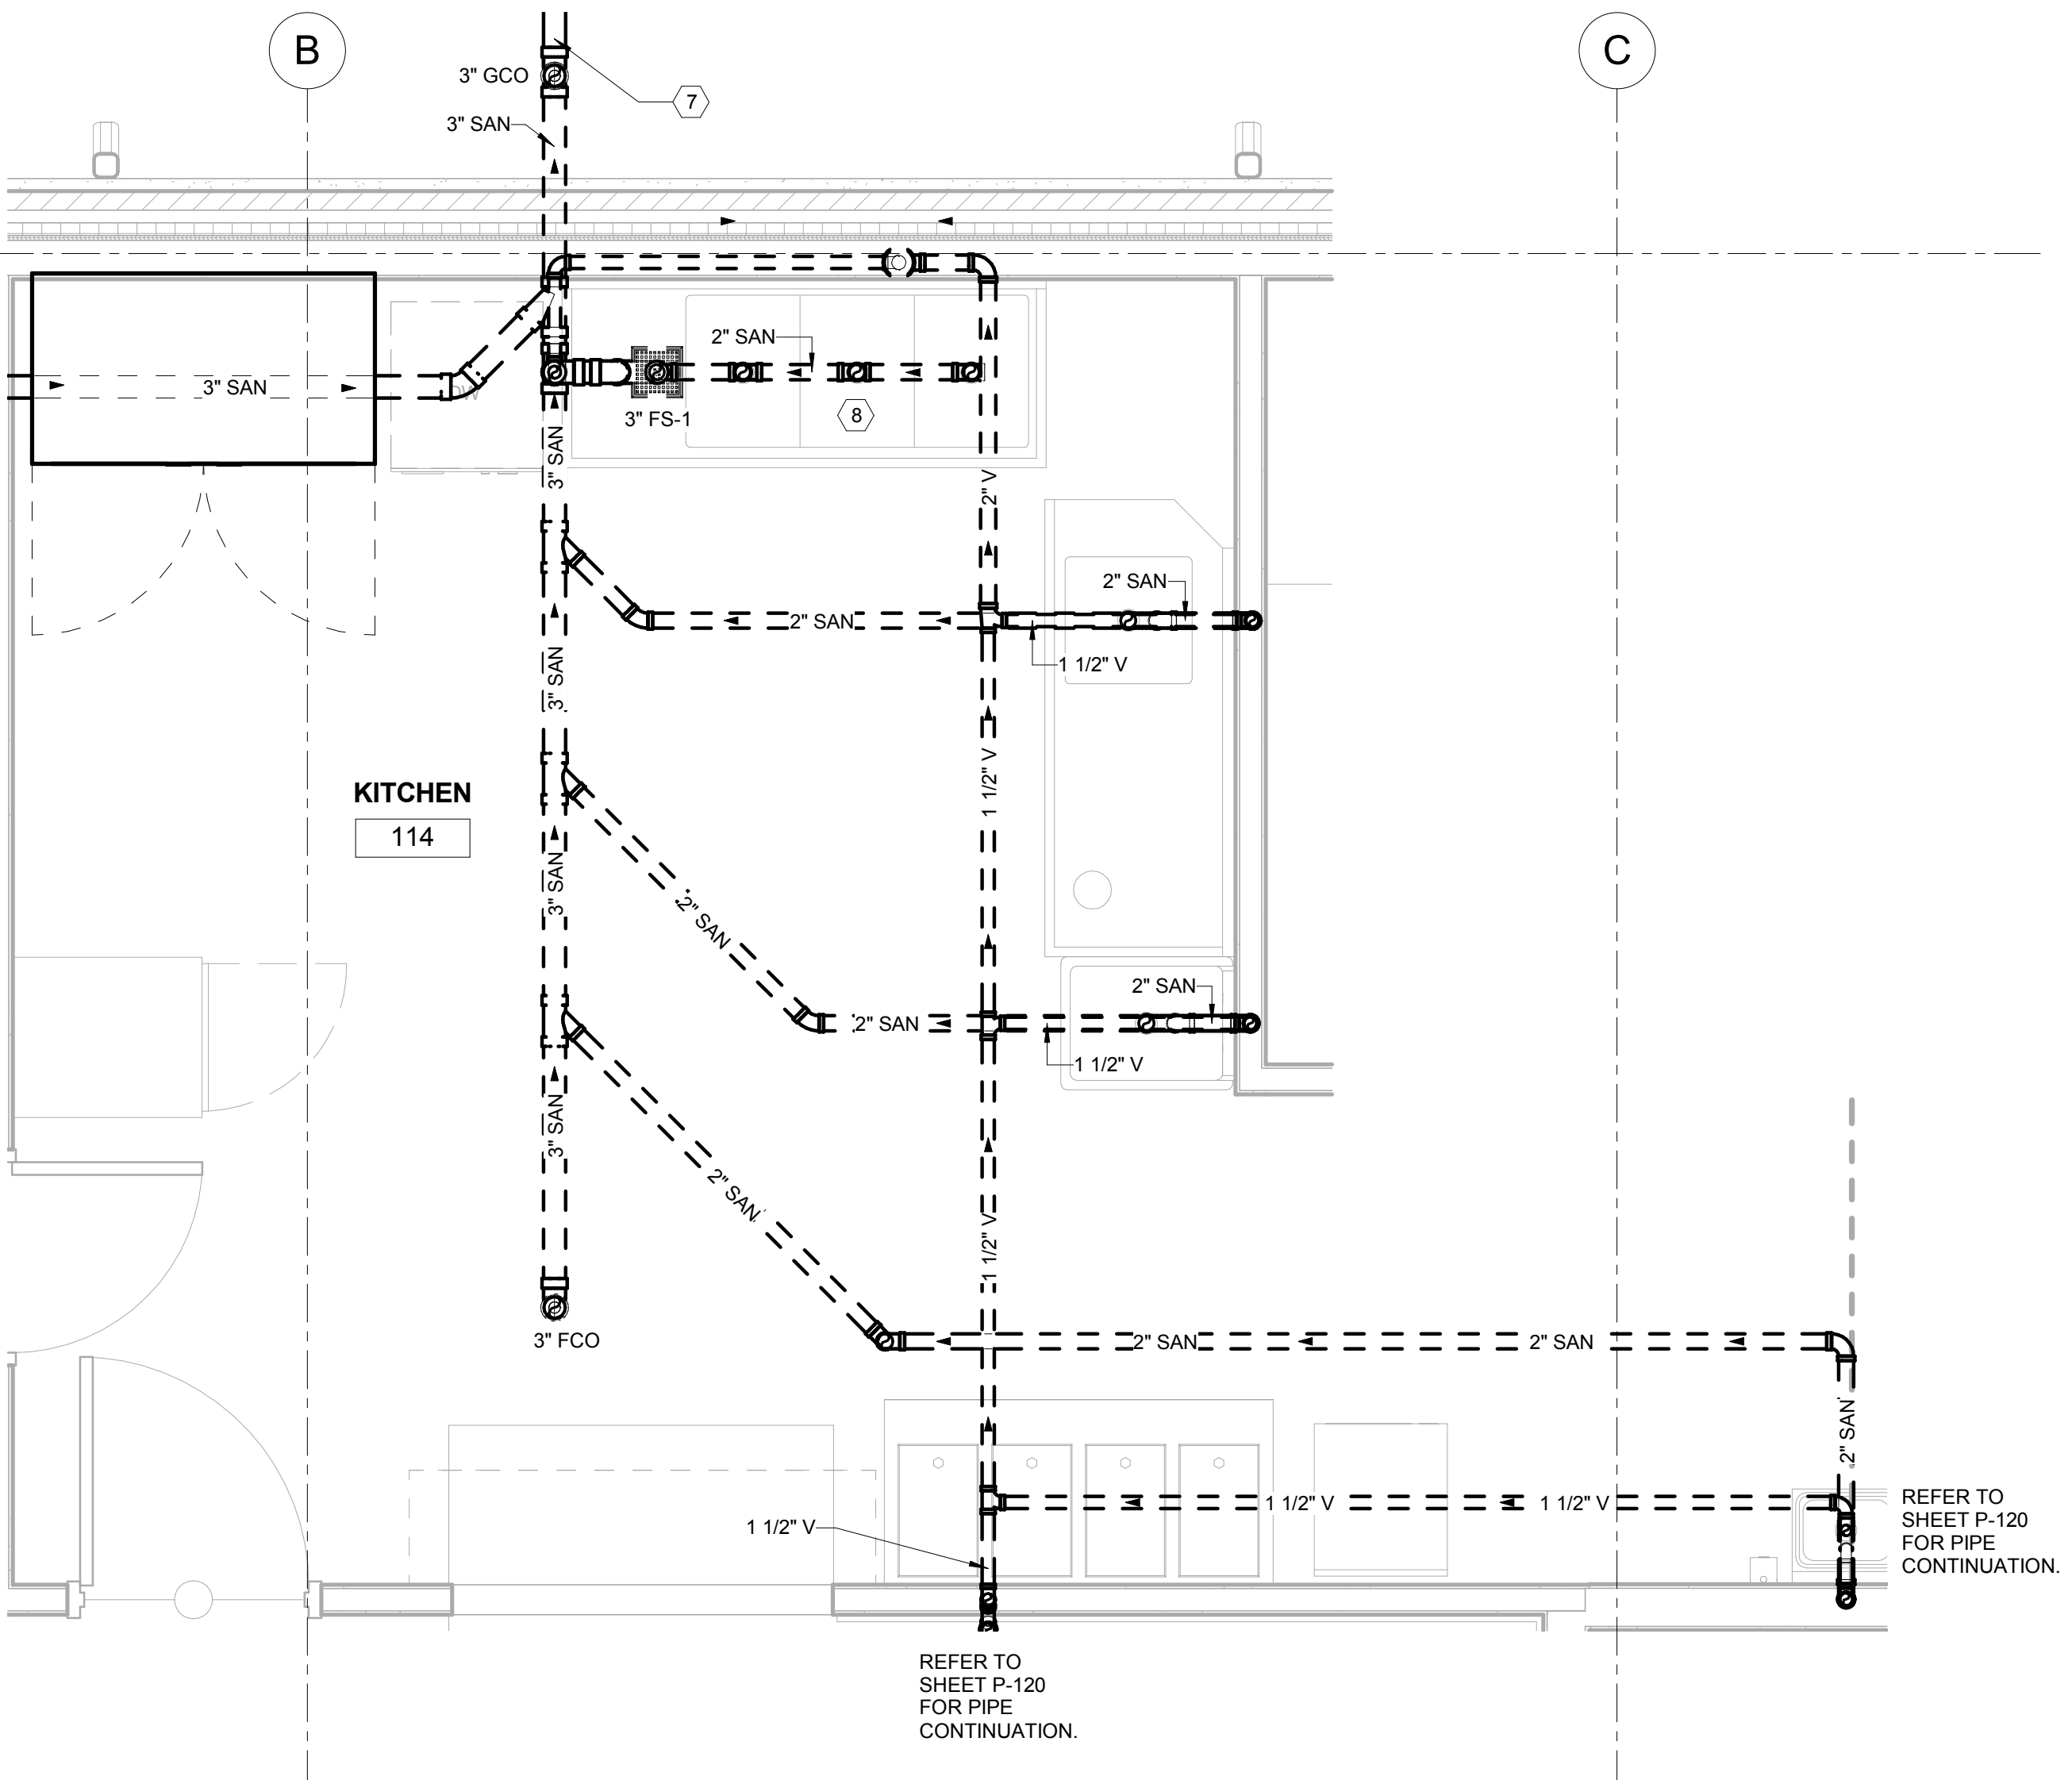 B
C
3" GCO
7
3" SAN
3" SAN
2" SAN
DW
3" FS-1
8
3" SAN
2" V
2" SAN
2" SAN
1 1/2" V
3" SAN
1 1/2" V
KITCHEN
114
3" SAN
2" SAN
2" SAN
2" SAN
1 1/2" V
3" SAN
2" SAN
1 1/2" V
3" FCO
2" SAN
2" SAN
2" SAN
1 1/2" V
1 1/2" V
1 1/2" V
REFER TO
SHEET P-120
FOR PIPE
CONTINUATION.
REFER TO
SHEET P-120
FOR PIPE
CONTINUATION.